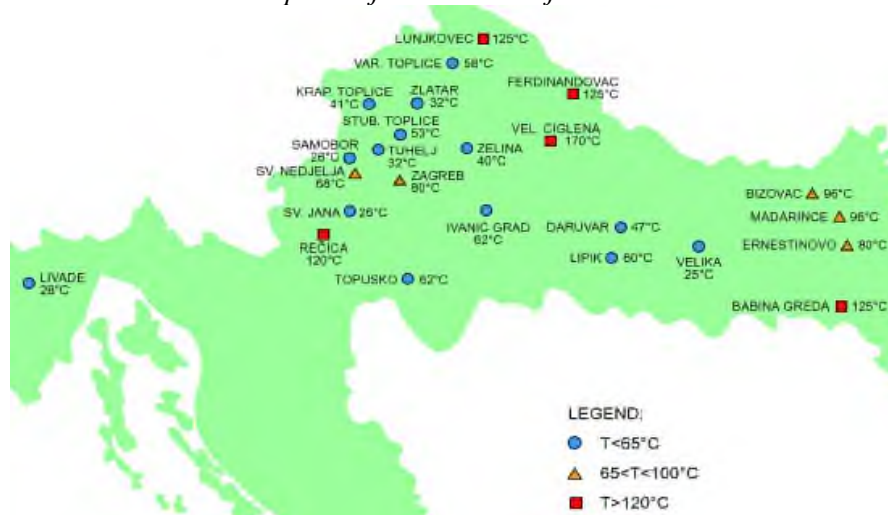 LUNJKOVEC 125°C
VAR. TOPLICE 58°C
FERDINANDOVAC
125°C
KRAP. TOPLICE
41°C
ZLATAR
32°C
STUB. TOPLICE
53°C
VEL. CIGLENA
170°C
SAMOBOR
28°C
TUHELJ
32°C
ZELINA
40°C
SV. NEDJELJA
68°C
ZAGREB
80°C
BIZOVAC 96°C
SV. JANA 26°C
IVANIĆ GRAD
62°C
DARUVAR 47°C
MADARINCE 96°C
REČICA
120°C
LIPIK 60°C
VELIKA
25°C
ERNESTINOVO 80°C
LIVADE
28°C
TOPUSKO 62°C
BABINA GREDA 125°C
LEGEND:
T<65°C
65<T<100°C
T>120°C